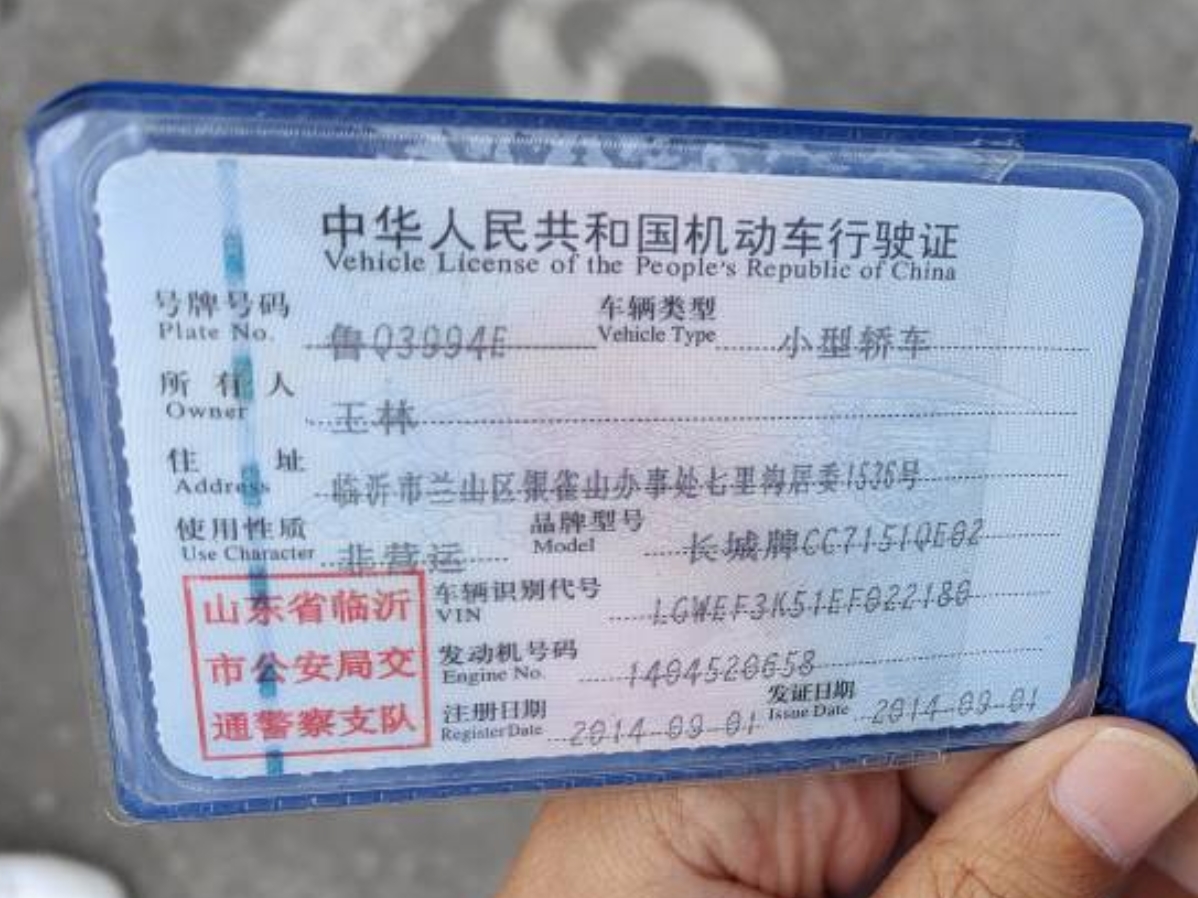 中华人民共和国机动车行驶证
Vehicle License of the People's Republic of China
号牌号码 鲁Q3994E 车辆类型 小型轿车
Plate No. Vehicle Type
所有人 王林
Owner
住址 临沂市兰山区银雀山办事处七里沟居委1536号
Address
使用性质 非营运 品牌型号 长城牌CC7151QE02
Use Character Model
车辆识别代号 LGWEF3K51EF022180
VIN
发动机号码 1404520658
Engine No.
注册日期 2014-09-01 发证日期 2014-09-01
Register Date Issue Date
山东省临沂
市公安局交
通警察支队